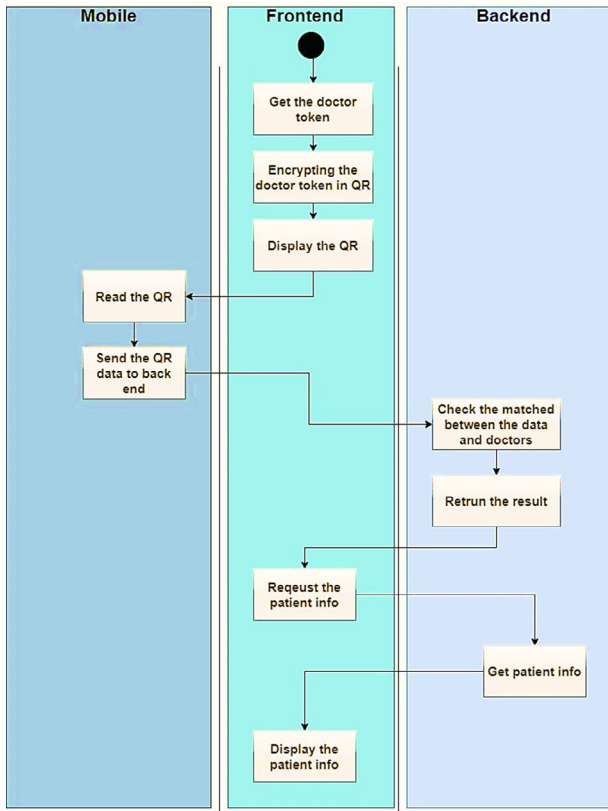 Mobile
Frontend
Backend
Get the doctor
token
Encrypting the
doctor token in QR
Display the QR
Read the QR
Send the QR
data to back
end
Check the matched
between the data
and doctors
Retrun the result
Reqeust the
patient info
Get patient info
Display the
patient info